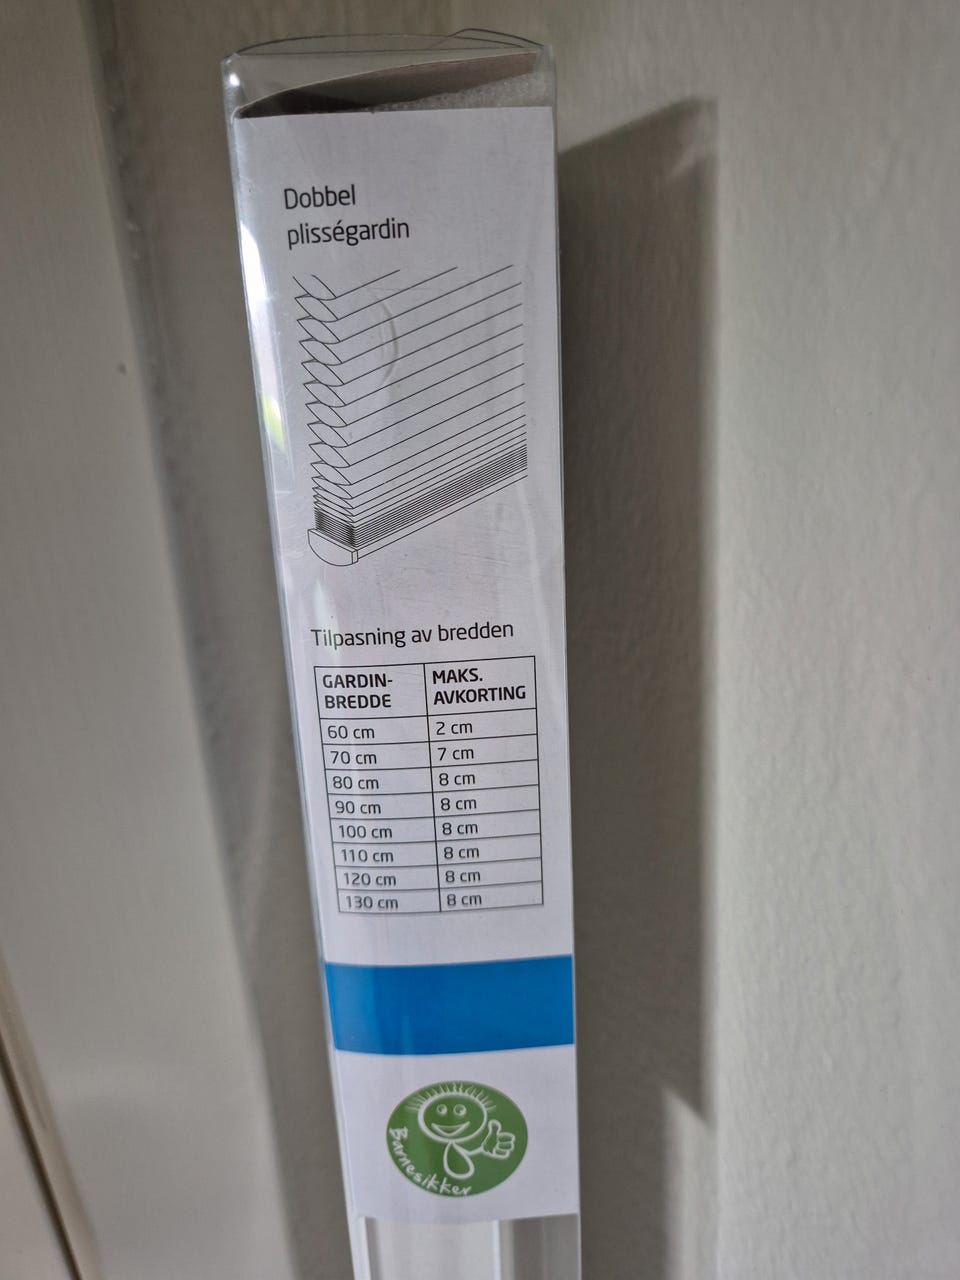 Dobbel
plisségardin
Tilpasning av bredden
GARDIN-
BREDDE
MAKS.
AVKORTING
60 cm 2 cm
70 cm 7 cm
80 cm 8 cm
90 cm 8 cm
100 cm 8 cm
110 cm 8 cm
120 cm 8 cm
130 cm 8 cm
Barnesikker